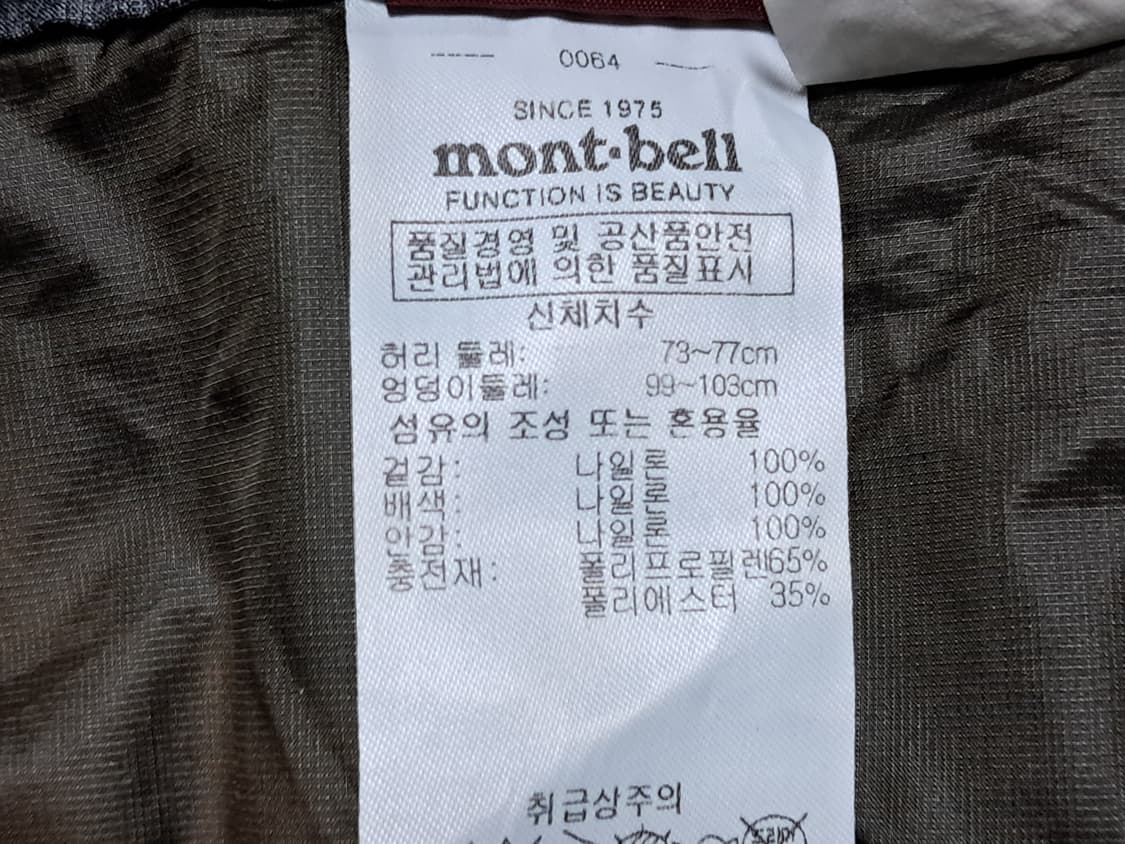 ---- 0064 ----
SINCE 1975
mont·bell
FUNCTION IS BEAUTY
품질경영 및 공산품안전
관리법에 의한 품질표시
신체치수
허리 둘레: 73~77cm
엉덩이둘레: 99~103cm
섬유의 조성 또는 혼용율
겉감: 나일론 100%
배색: 나일론 100%
안감: 나일론 100%
충전재: 폴리프로필렌65%
폴리에스터 35%
취급상주의
드라이